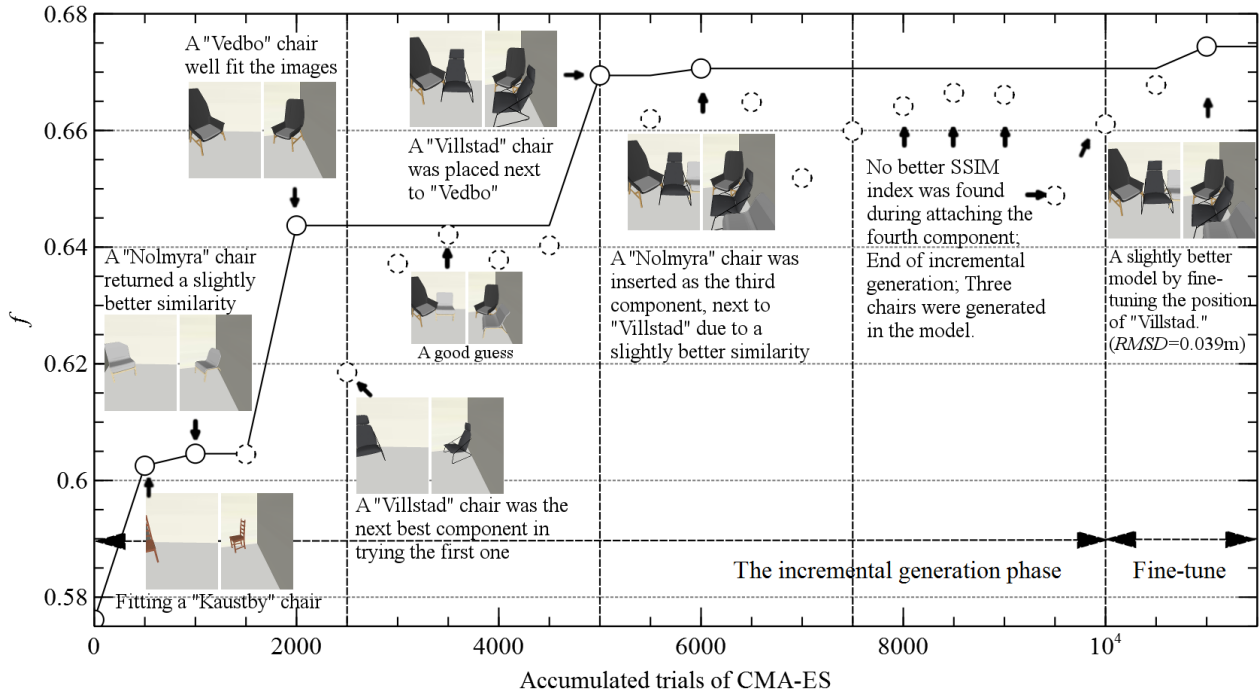 A "Vedbo" chair
well fit the images
A "Villstad" chair
was placed next
to "Vedbo"
A "Nolmyra" chair
returned a slightly
better similarity
A good guess
A "Nolmyra" chair was
inserted as the third
component, next to
"Villstad" due to a
slightly better similarity
No better SSIM
index was found
during attaching the
fourth component;
End of incremental
generation; Three
chairs were generated
in the model.
A slightly better
model by fine-
tuning the position
of "Villstad."
(RMSD=0.039m)
A "Villstad" chair was the
next best component in
trying the first one
Fitting a "Kaustby" chair
The incremental generation phase
Fine-tune
f
0.68
0.66
0.64
0.62
0.6
0.58
0
2000
4000
6000
8000
10⁴
Accumulated trials of CMA-ES